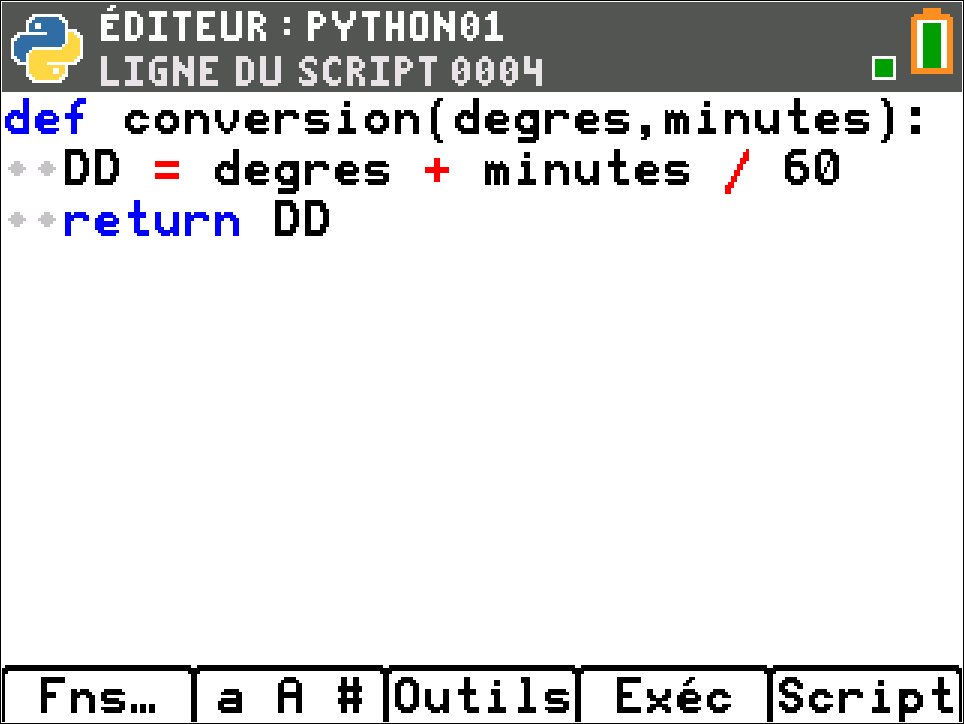 ÉDITEUR : PYTHON01
LIGNE DU SCRIPT 0004
def conversion(degres,minutes):
••DD = degres + minutes / 60
••return DD
Fns… a A # Outils Exéc Script